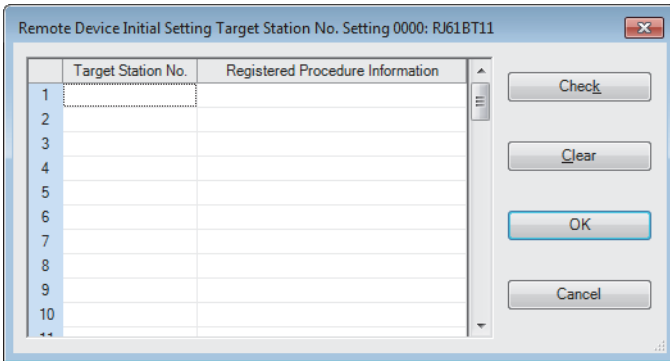 Remote Device Initial Setting Target Station No. Setting 0000: RJ61BT11
Target Station No. Registered Procedure Information
1
2
3
4
5
6
7
8
9
10
Check
Clear
OK
Cancel